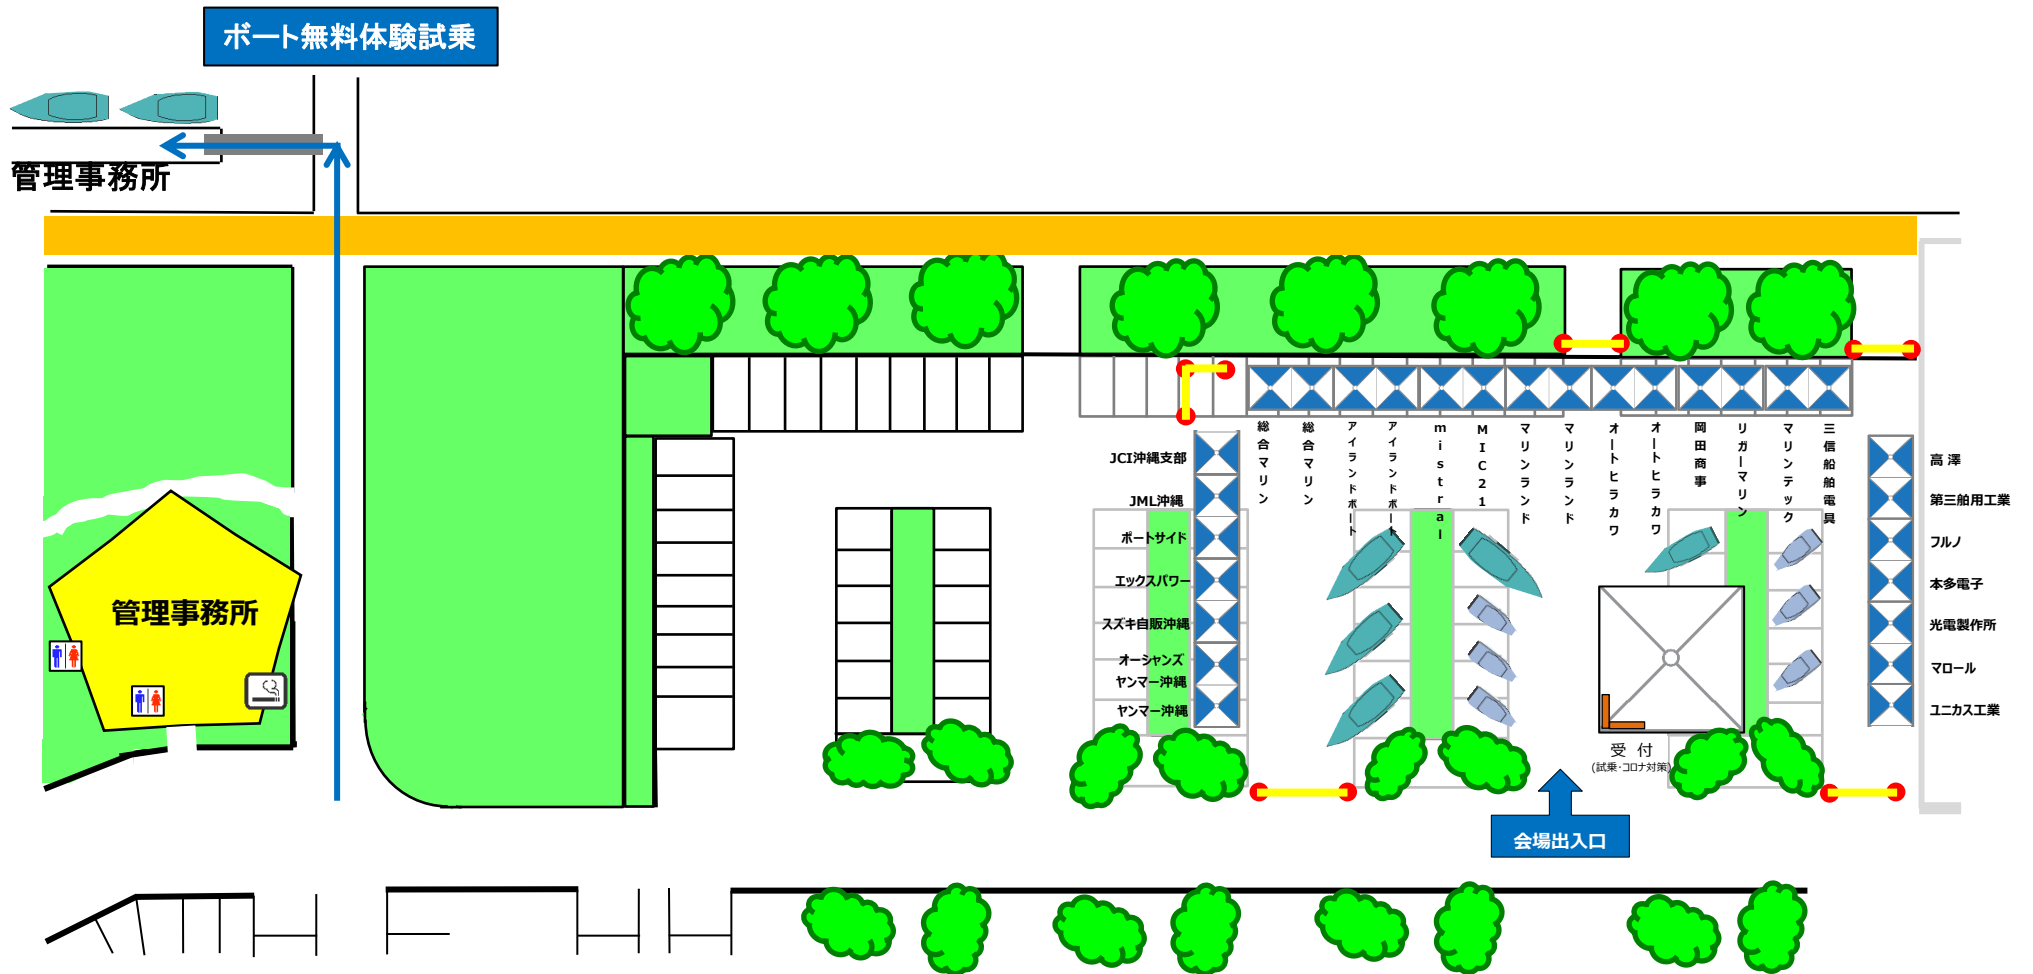 ボート無料体験試乗
管理事務所
総合マリン
総合マリン
アイランドボート
アイランドボート
mistral
MIC21
マリンランド
マリンランド
オートヒラカワ
オートヒラカワ
岡田商事
リガーマリン
マリンテック
三信船舶電具
JCI沖縄支部
JML沖縄
ポートサイド
エックスパワー
スズキ自販沖縄
オーシャンズ
ヤンマー沖縄
ヤンマー沖縄
高澤
第三舶用工業
フルノ
本多電子
光電製作所
マロール
ユニカス工業
管理事務所
受 付
(試乗・コロナ対策)
会場出入口